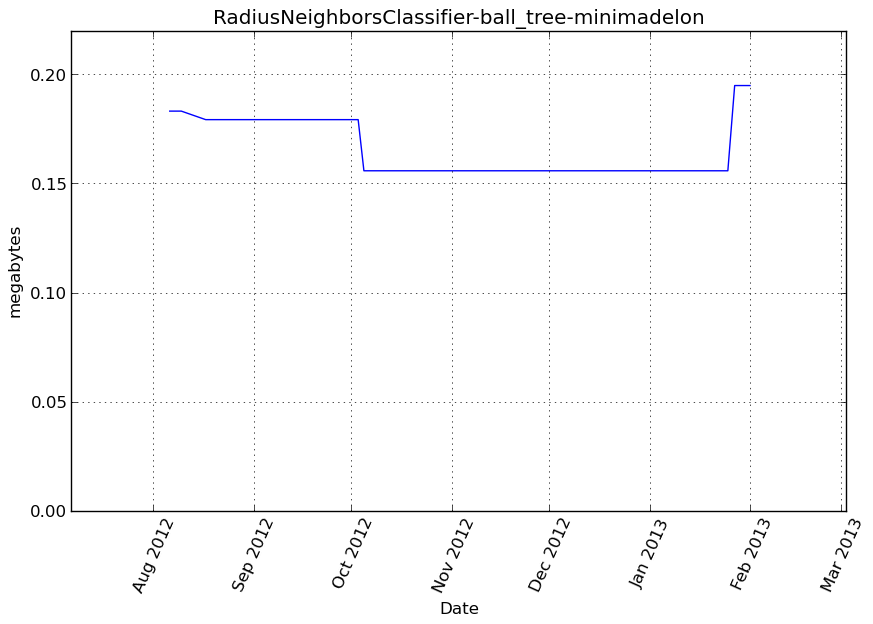 RadiusNeighborsClassifier-ball_tree-minimadelon
0.20
0.15
0.10
0.05
0.00
megabytes
Aug 2012
Sep 2012
Oct 2012
Nov 2012
Dec 2012
Jan 2013
Feb 2013
Mar 2013
Date